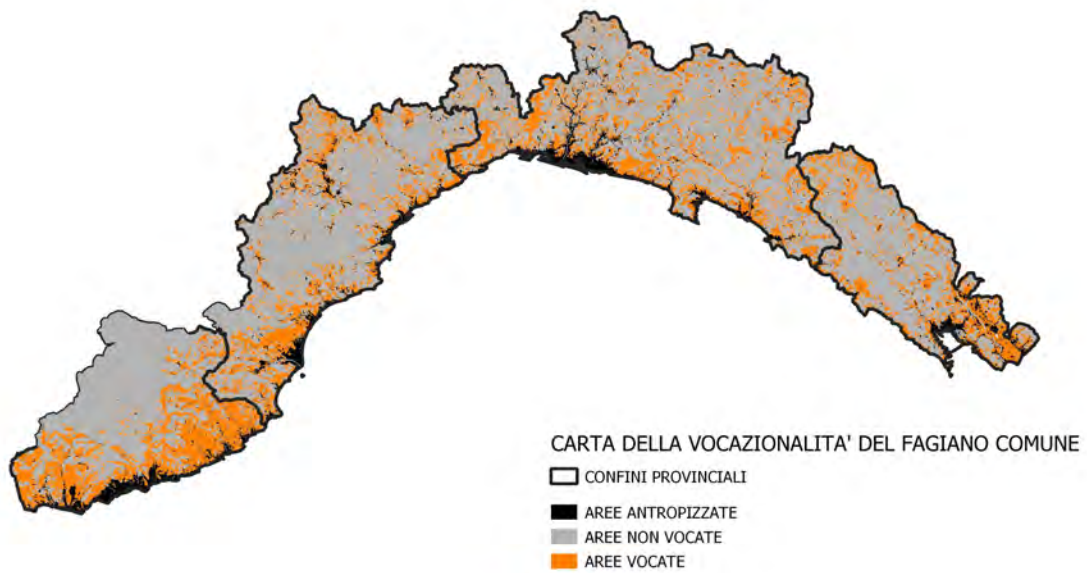 CARTA DELLA VOCAZIONALITA' DEL FAGIANO COMUNE
CONFINI PROVINCIALI
AREE ANTROPIZZATE
AREE NON VOCATE
AREE VOCATE